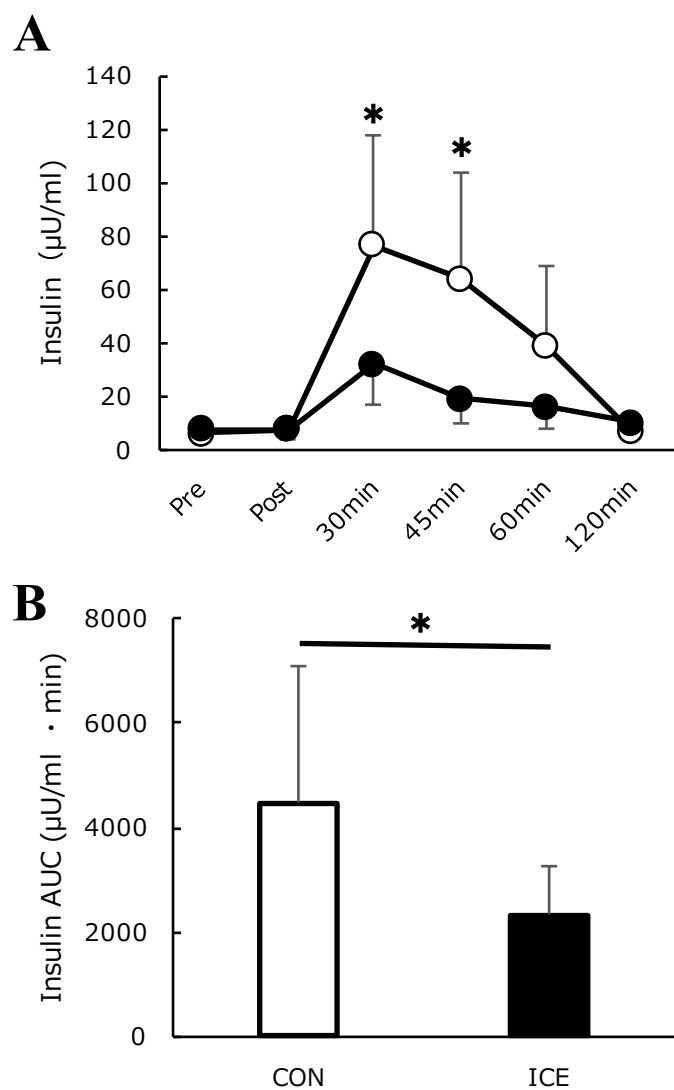 A
Insulin (μU/ml)
140
120
100
80
60
40
20
0
*
*
Pre
Post
30min
45min
60min
120min
B
Insulin AUC (μU/ml ・min)
8000
6000
4000
2000
0
*
CON
ICE